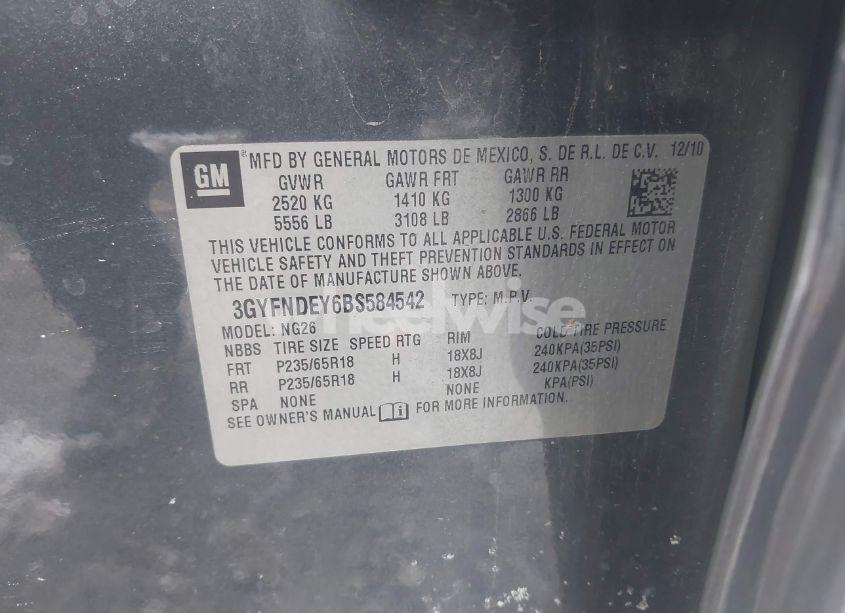 GM ® MFD BY GENERAL MOTORS DE MEXICO, S. DE R.L. DE C.V. 12/10
GVWR GAWR FRT GAWR RR
2520 KG 1410 KG 1300 KG
5556 LB 3108 LB 2866 LB
THIS VEHICLE CONFORMS TO ALL APPLICABLE U.S. FEDERAL MOTOR
VEHICLE SAFETY AND THEFT PREVENTION STANDARDS IN EFFECT ON
THE DATE OF MANUFACTURE SHOWN ABOVE.
3GYFNDEY6BS584542 TYPE: M.P.V.
wheelwise
MODEL: NG26
NBBS TIRE SIZE SPEED RTG RIM COLD TIRE PRESSURE
FRT P235/65R18 H 18X8J 240KPA(35PSI)
RR P235/65R18 H 18X8J 240KPA(35PSI)
SPA NONE NONE KPA(PSI)
SEE OWNER'S MANUAL i FOR MORE INFORMATION.